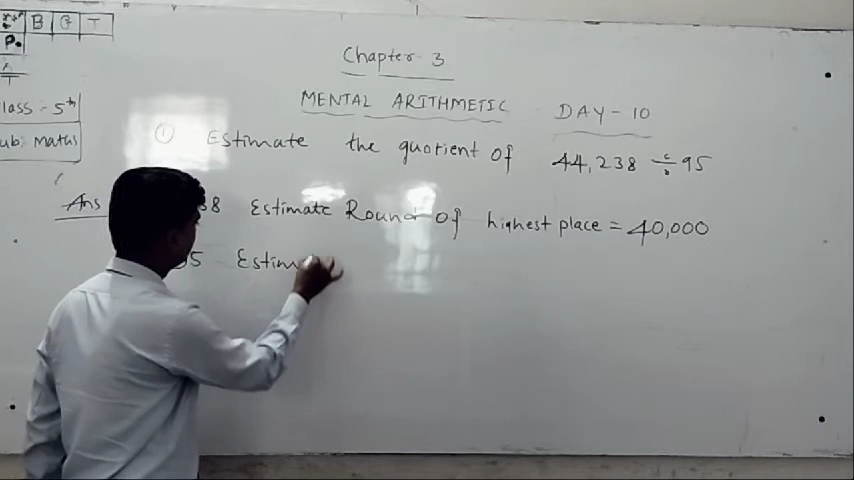 B G T
P.
Class :- 5th
Sub: Maths
Chapter 3
MENTAL ARITHMETIC DAY - 10
① Estimate the quotient of 44,238 ÷ 95
Ans 38 Estimate Round of highest place = 40,000
95 Estim